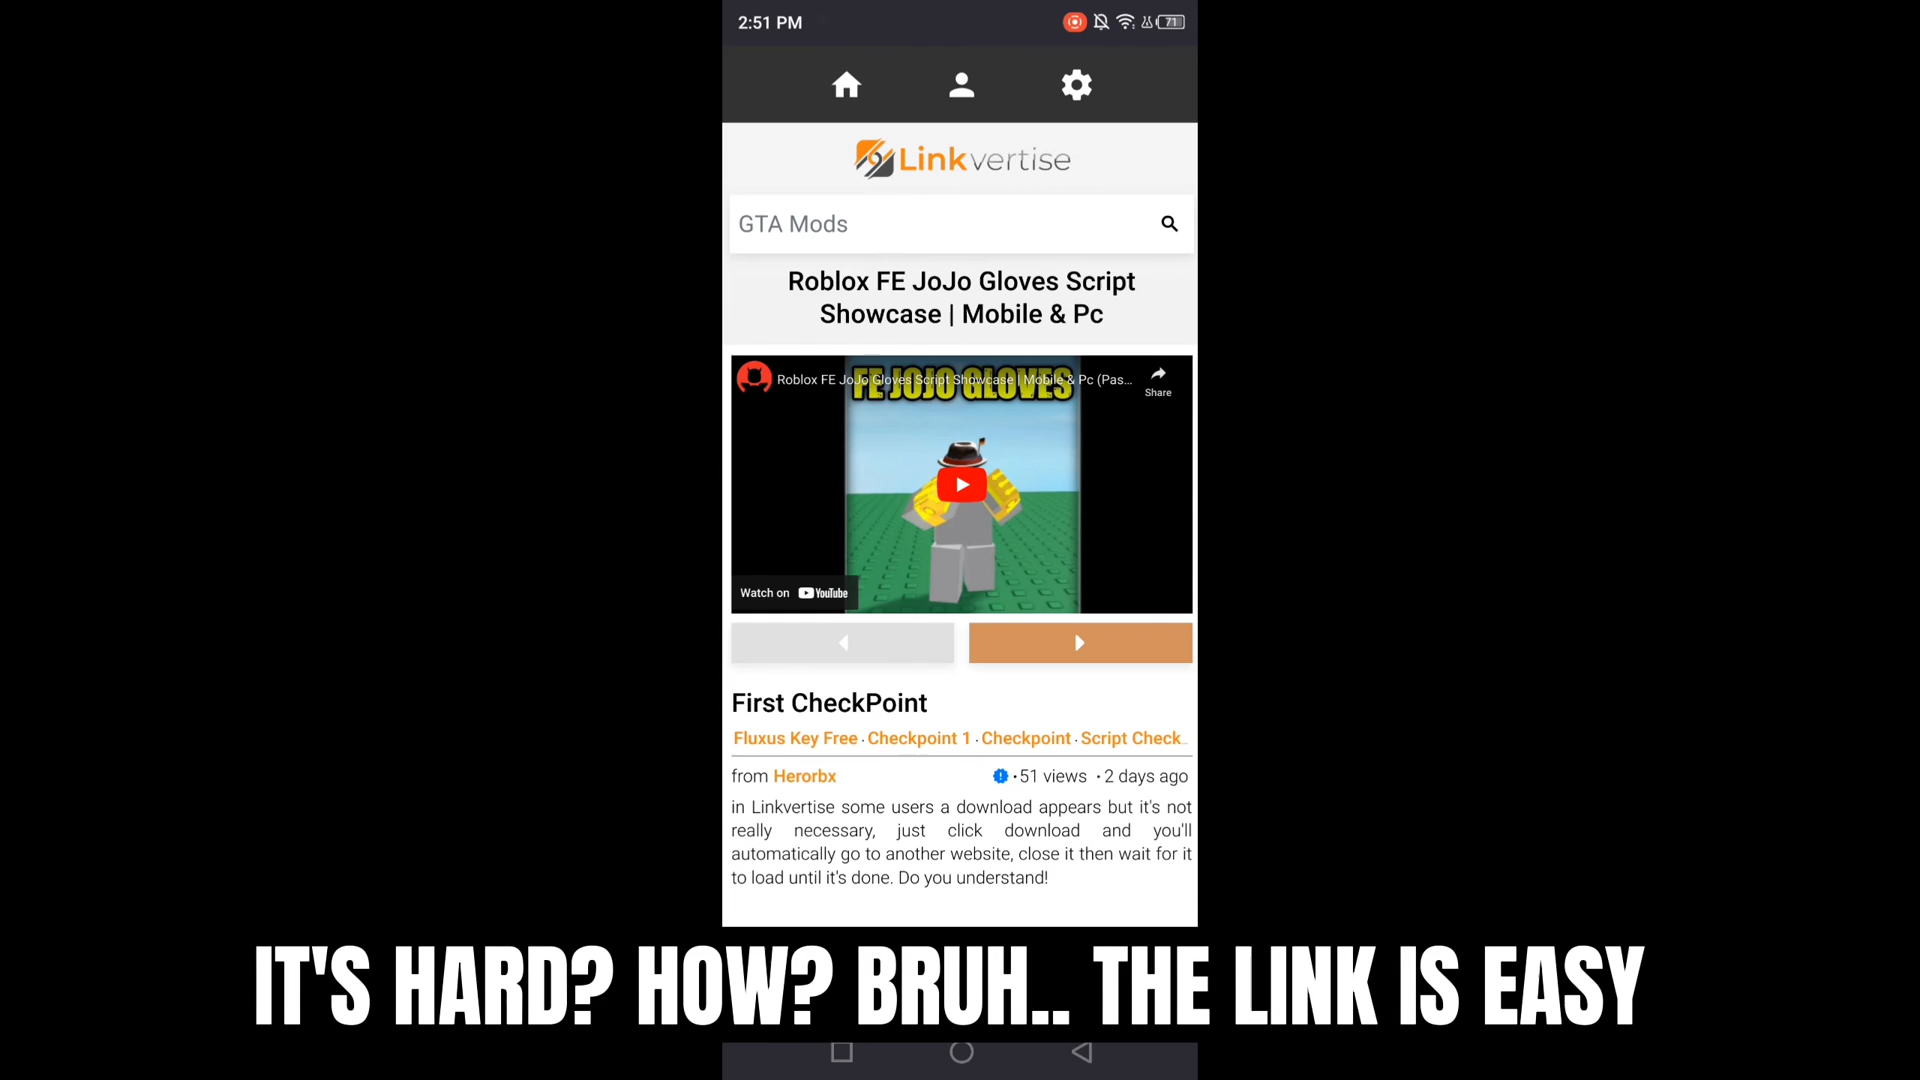 2:51 PM
71
Linkvertise
GTA Mods
Roblox FE JoJo Gloves Script
Showcase | Mobile & Pc
Roblox FE JoJo Gloves Script Showcase | Mobile & Pc (Pas...
Share
FE JOJO GLOVES
Watch on YouTube
First CheckPoint
Fluxus Key Free · Checkpoint 1 · Checkpoint · Script Check...
from Herorbx
• 51 views • 2 days ago
in Linkvertise some users a download appears but it's not
really necessary, just click download and you'll
automatically go to another website, close it then wait for it
to load until it's done. Do you understand!
IT'S HARD? HOW? BRUH.. THE LINK IS EASY